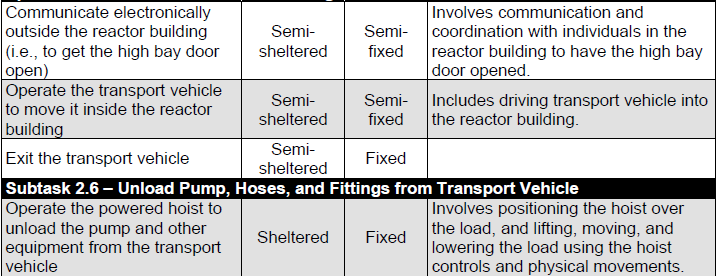 Communicate electronically
outside the reactor building
(i.e., to get the high bay door
open)
Semi-
sheltered
Semi-
fixed
Involves communication and
coordination with individuals in the
reactor building to have the high bay
door opened.
Operate the transport vehicle
to move it inside the reactor
building
Semi-
sheltered
Semi-
fixed
Includes driving transport vehicle into
the reactor building.
Exit the transport vehicle
Semi-
sheltered
Fixed
Subtask 2.6 – Unload Pump, Hoses, and Fittings from Transport Vehicle
Operate the powered hoist to
unload the pump and other
equipment from the transport
vehicle
Sheltered
Fixed
Involves positioning the hoist over
the load, and lifting, moving, and
lowering the load using the hoist
controls and physical movements.